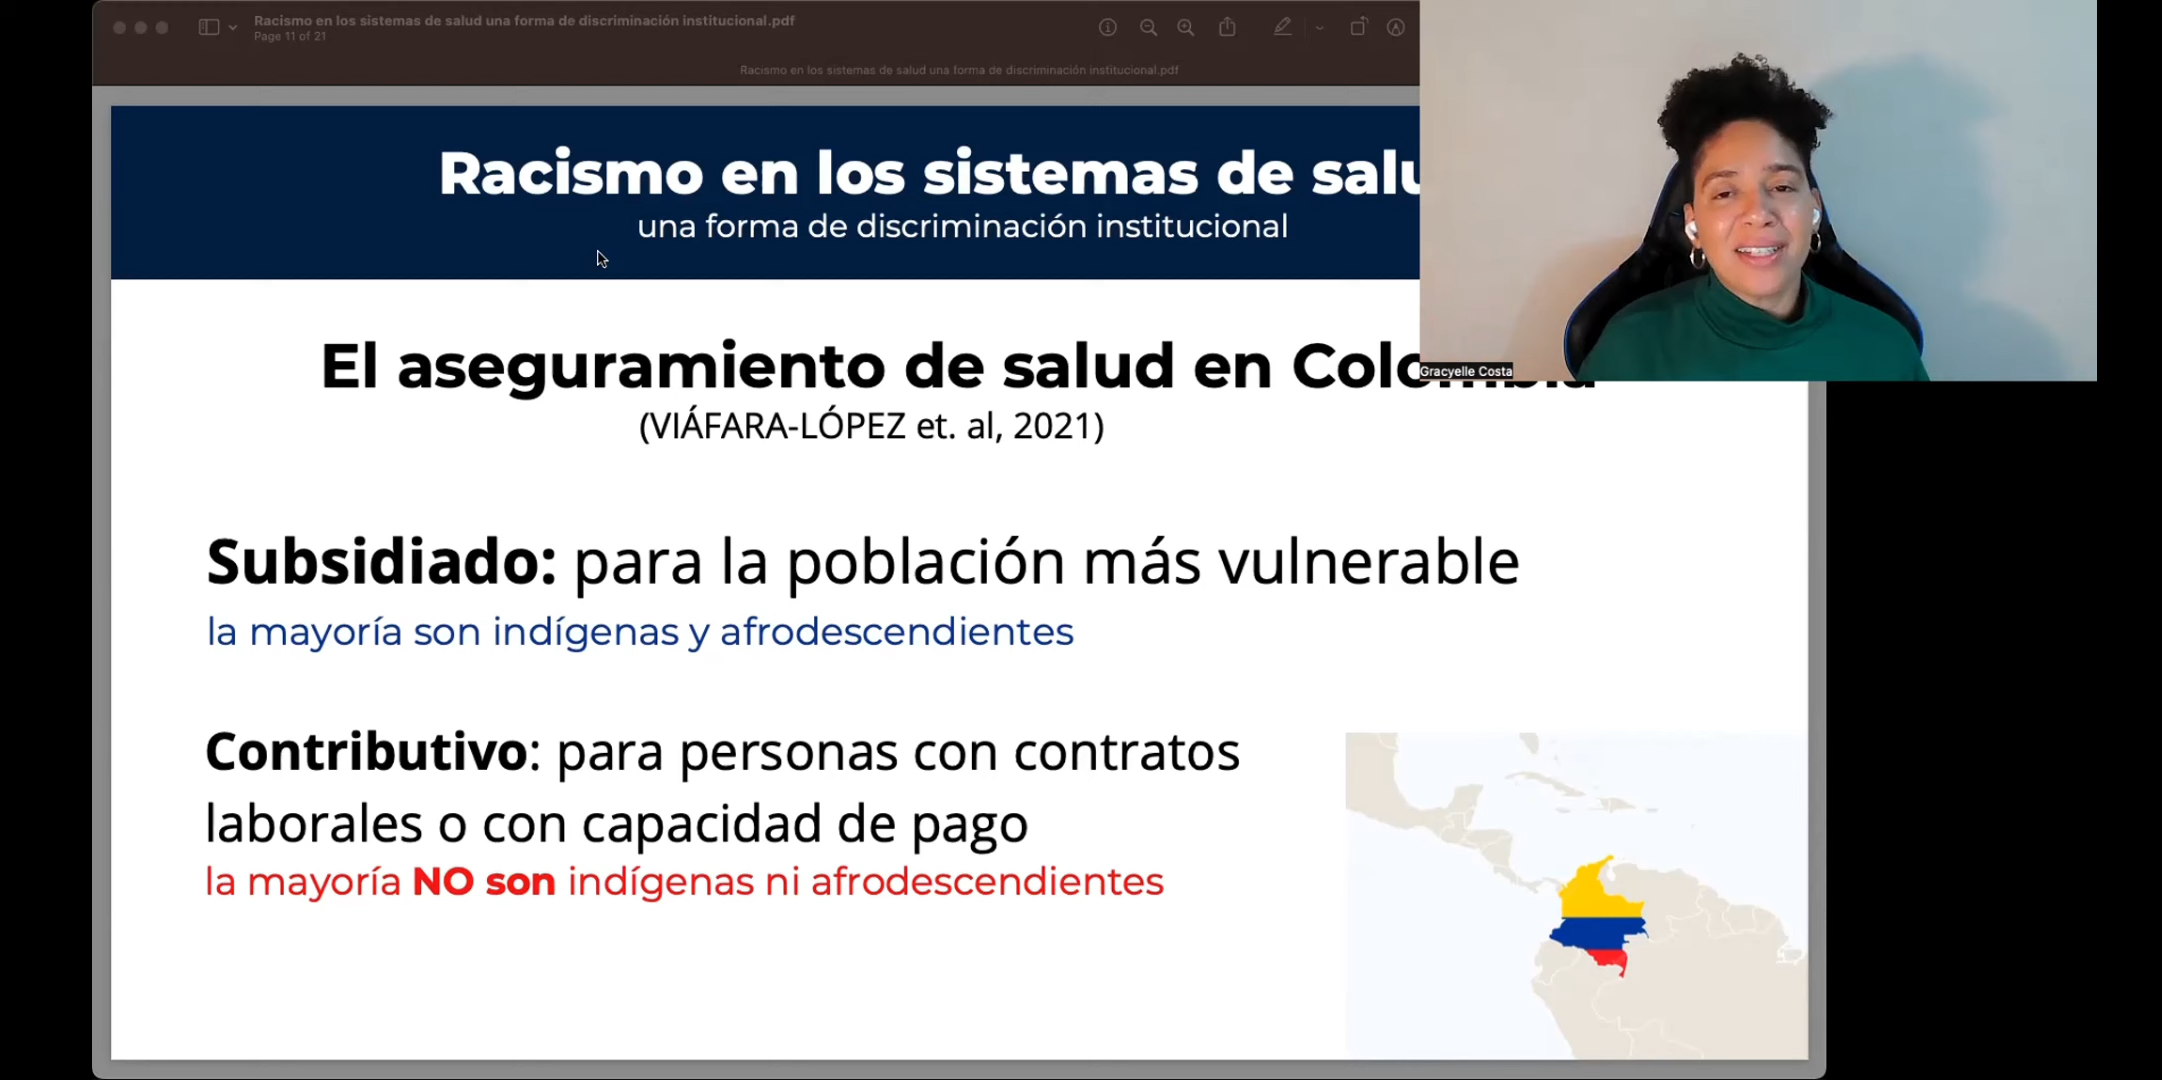 Racismo en los sistemas de salud una forma de discriminación institucional.pdf
Page 11 of 21
Racismo en los sistemas de salud una forma de discriminación institucional.pdf
Racismo en los sistemas de salu
una forma de discriminación institucional
Gracyelle Costa
El aseguramiento de salud en Colombia
(VIÁFARA-LÓPEZ et. al, 2021)
Subsidiado: para la población más vulnerable
la mayoría son indígenas y afrodescendientes
Contributivo: para personas con contratos
laborales o con capacidad de pago
la mayoría NO son indígenas ni afrodescendientes